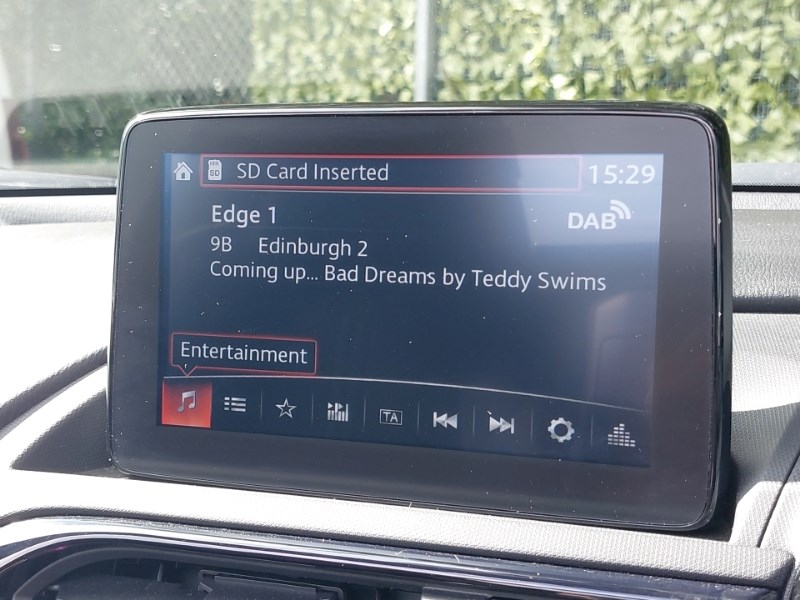 SD SD Card Inserted 15:29
Edge 1 DAB
9B Edinburgh 2
Coming up... Bad Dreams by Teddy Swims
Entertainment
TA